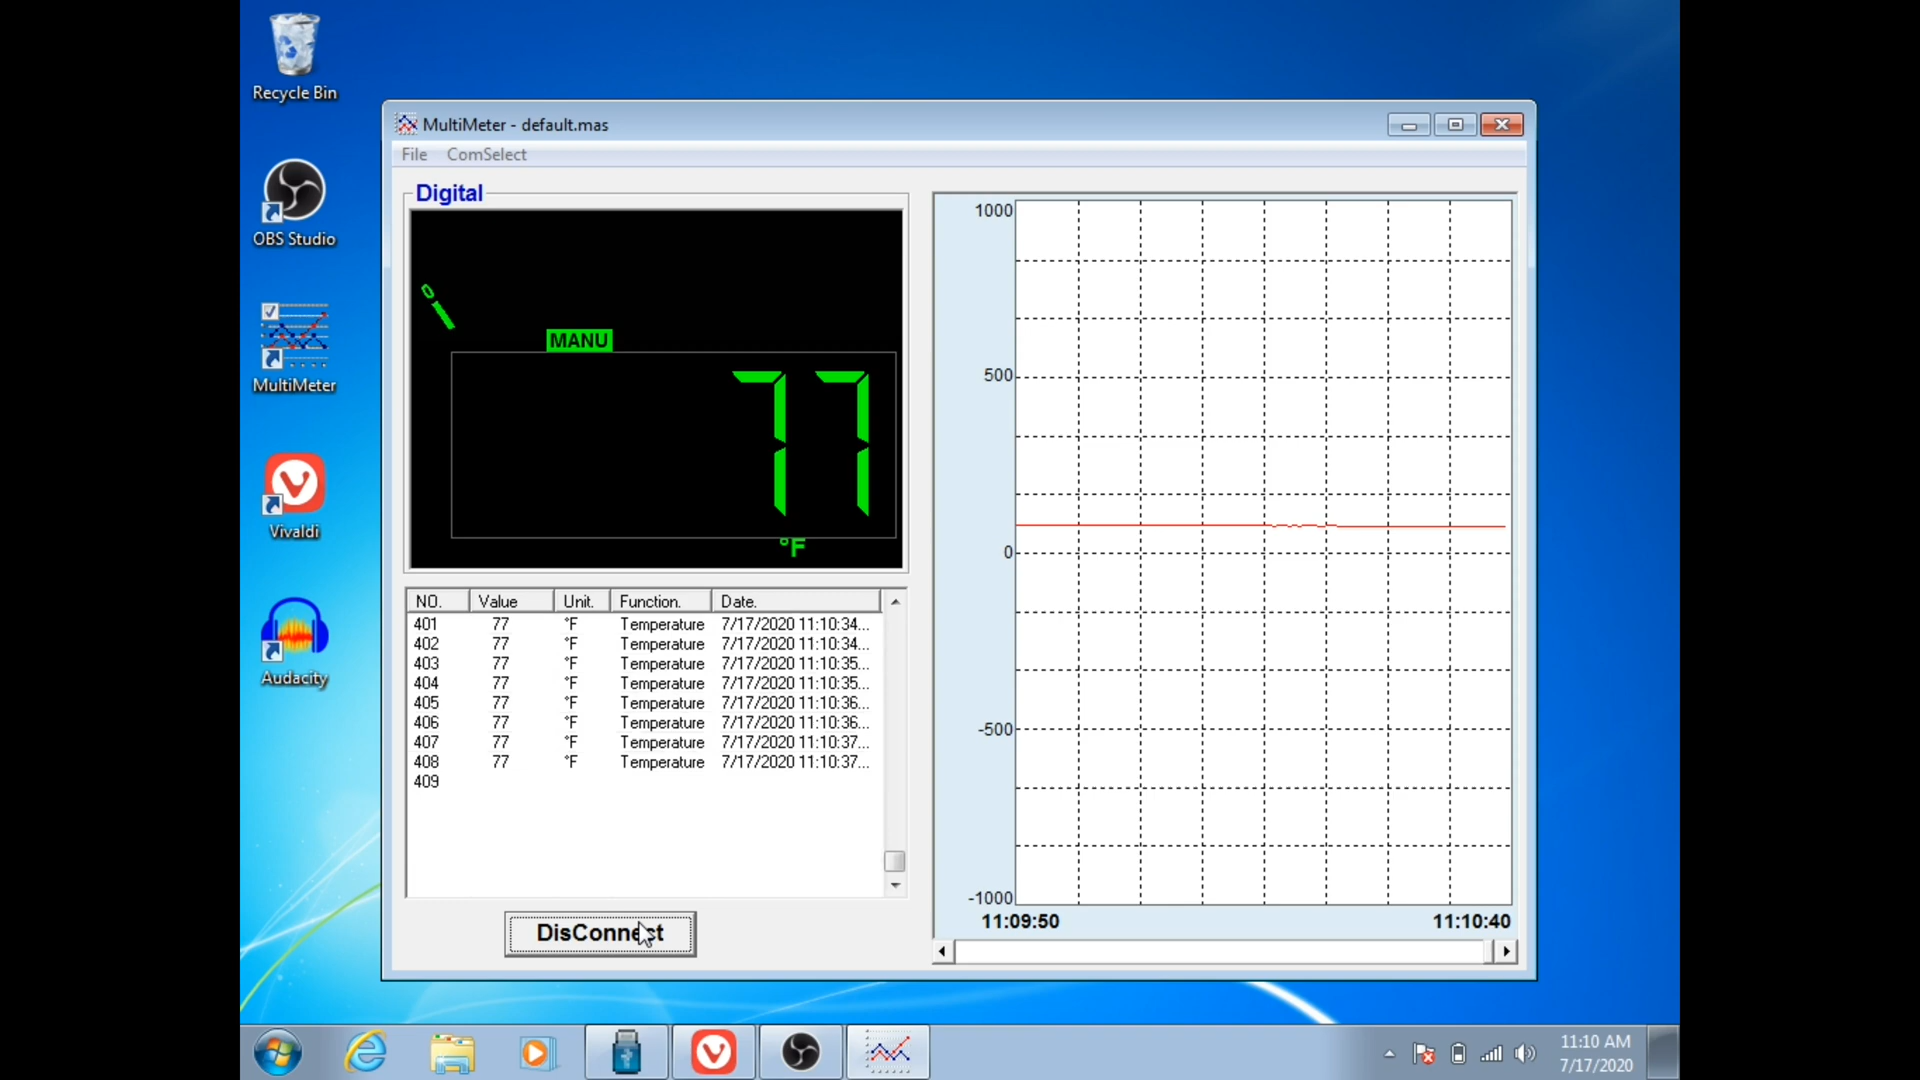 Recycle Bin
OBS Studio
MultiMeter
Vivaldi
Audacity
MultiMeter - default.mas
File ComSelect
Digital
0
MANU
77
°F
NO. Value Unit. Function. Date.
401 77 °F Temperature 7/17/2020 11:10:34...
402 77 °F Temperature 7/17/2020 11:10:34...
403 77 °F Temperature 7/17/2020 11:10:35...
404 77 °F Temperature 7/17/2020 11:10:35...
405 77 °F Temperature 7/17/2020 11:10:36...
406 77 °F Temperature 7/17/2020 11:10:36...
407 77 °F Temperature 7/17/2020 11:10:37...
408 77 °F Temperature 7/17/2020 11:10:37...
409
DisConnect
1000
500
0
-500
-1000
11:09:50 11:10:40
11:10 AM
7/17/2020